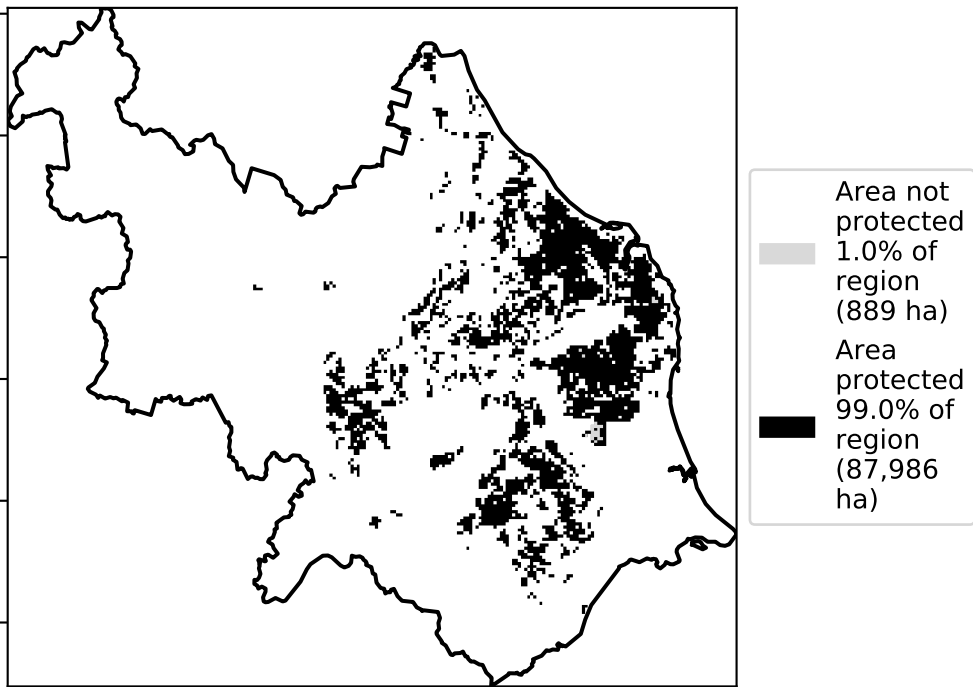 Area not
protected
1.0% of
region
(889 ha)
Area
protected
99.0% of
region
(87,986
ha)